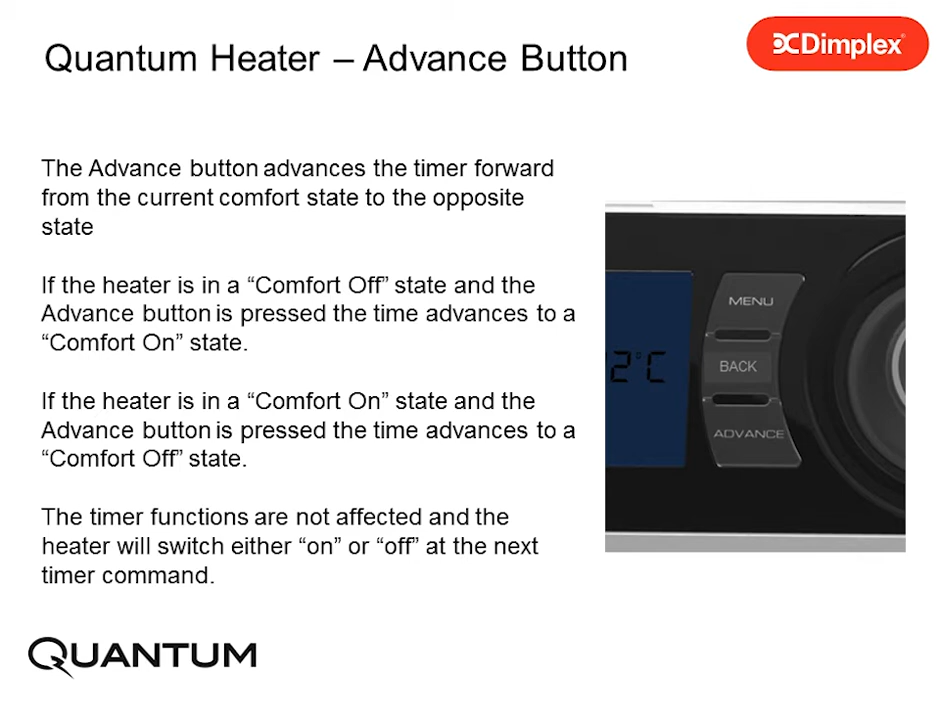 Quantum Heater – Advance Button
Dimplex
The Advance button advances the timer forward
from the current comfort state to the opposite
state
If the heater is in a “Comfort Off” state and the
Advance button is pressed the time advances to a
“Comfort On” state.
If the heater is in a “Comfort On” state and the
Advance button is pressed the time advances to a
“Comfort Off” state.
The timer functions are not affected and the
heater will switch either “on” or “off” at the next
timer command.
MENU
2°C
BACK
ADVANCE
QUANTUM